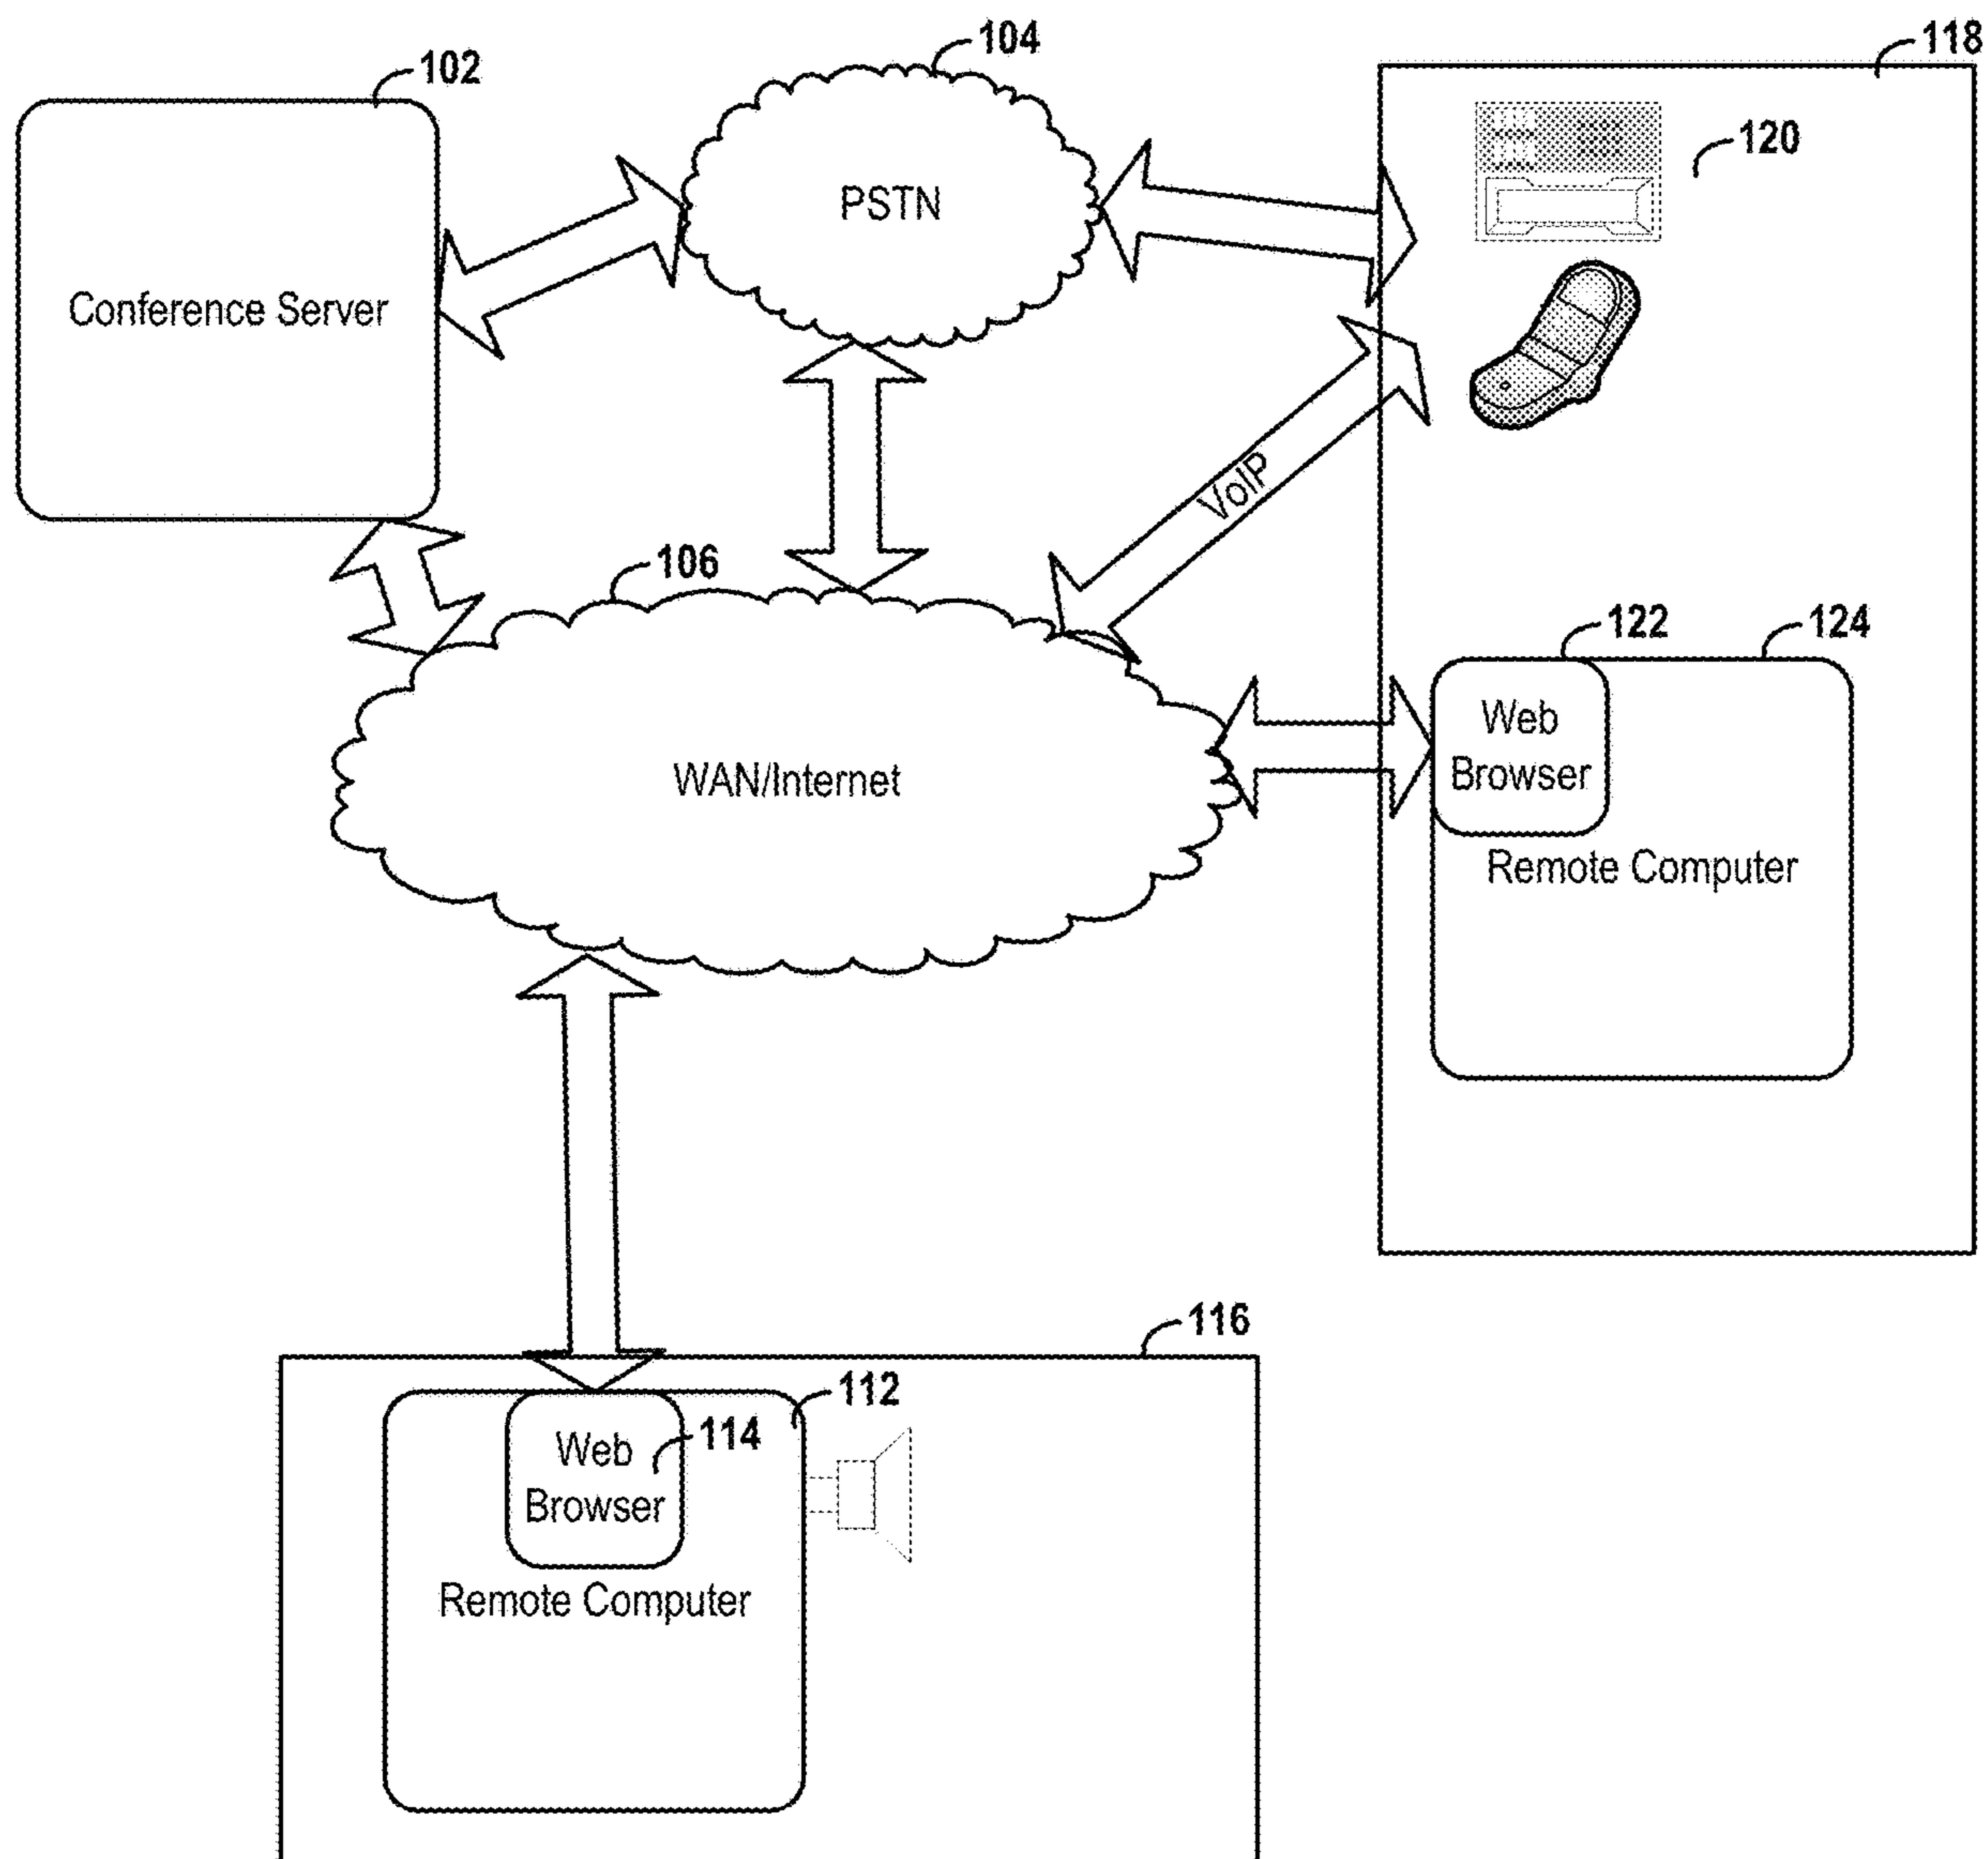 102
104
118
120
PSTN
Conference Server
VoIP
106
122
124
Web
Browser
WAN/Internet
Remote Computer
116
112
114
Web
Browser
Remote Computer